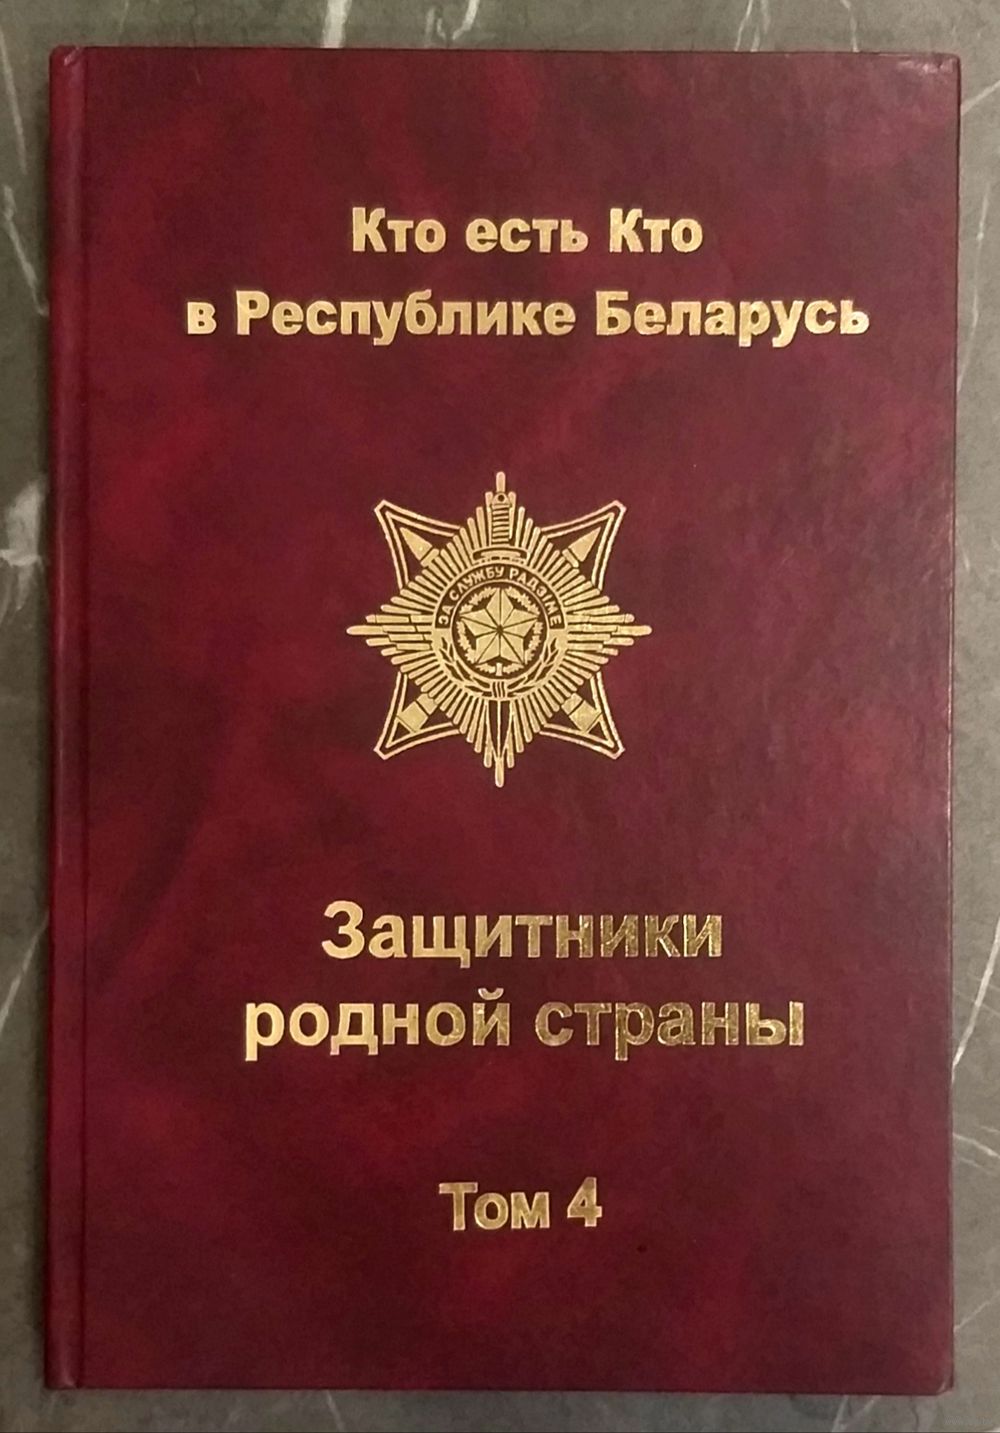 Кто есть Кто
в Республике Беларусь
ЗА СЛУЖБУ РАДЗІМЕ
Защитники
родной страны
Том 4